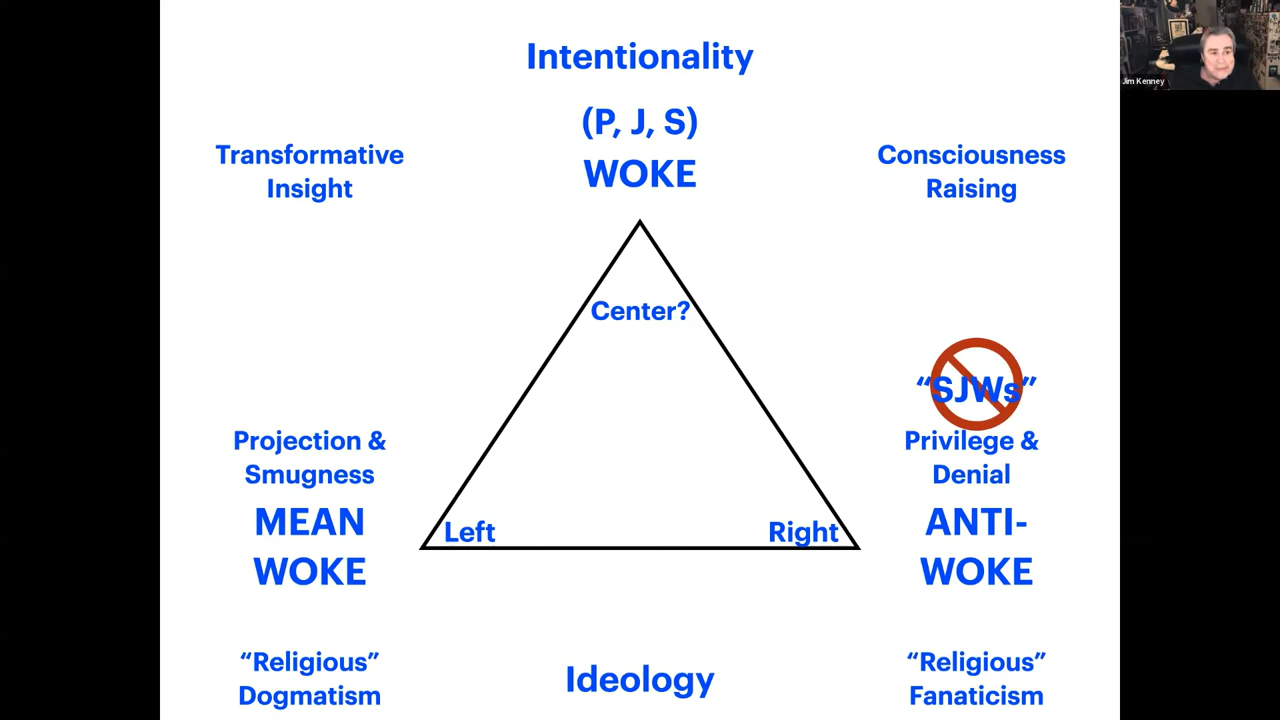 Intentionality
(P, J, S)
WOKE
Transformative
Insight
Consciousness
Raising
Center?
“SJWs”
Projection &
Smugness
Privilege &
Denial
MEAN
WOKE
Left
Right
ANTI-
WOKE
“Religious”
Dogmatism
Ideology
“Religious”
Fanaticism
Jim Kenney